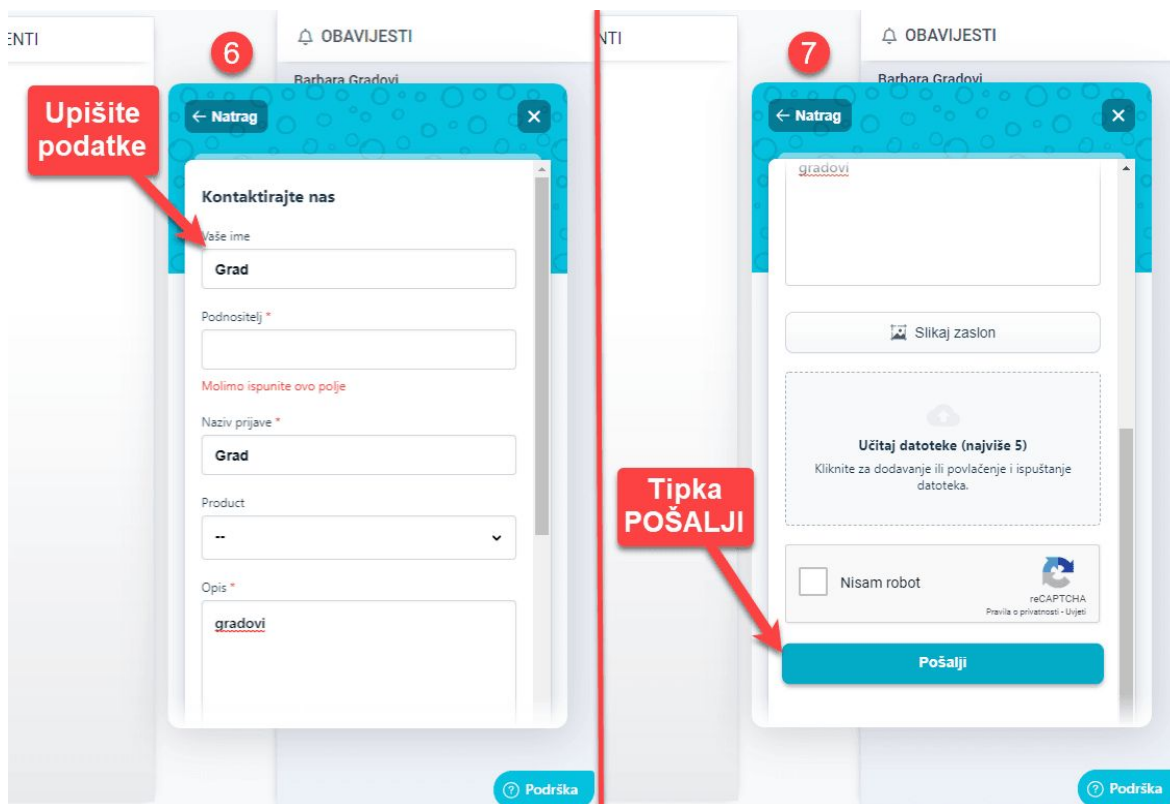 ENTI
6
OBAVIJESTI
Barbara Gradovi
Upišite
podatke
← Natrag
Kontaktirajte nas
Vaše ime
Grad
Podnositelj *
Molimo ispunite ovo polje
Naziv prijave *
Grad
Product
--
Opis *
gradovi
Podrška
NTI
7
OBAVIJESTI
Barbara Gradovi
← Natrag
gradovi
Slikaj zaslon
Učitaj datoteke (najviše 5)
Kliknite za dodavanje ili povlačenje i ispuštanje
datoteka.
Tipka
POŠALJI
Nisam robot
reCAPTCHA
Pravila o privatnosti - Uvjeti
Pošalji
Podrška